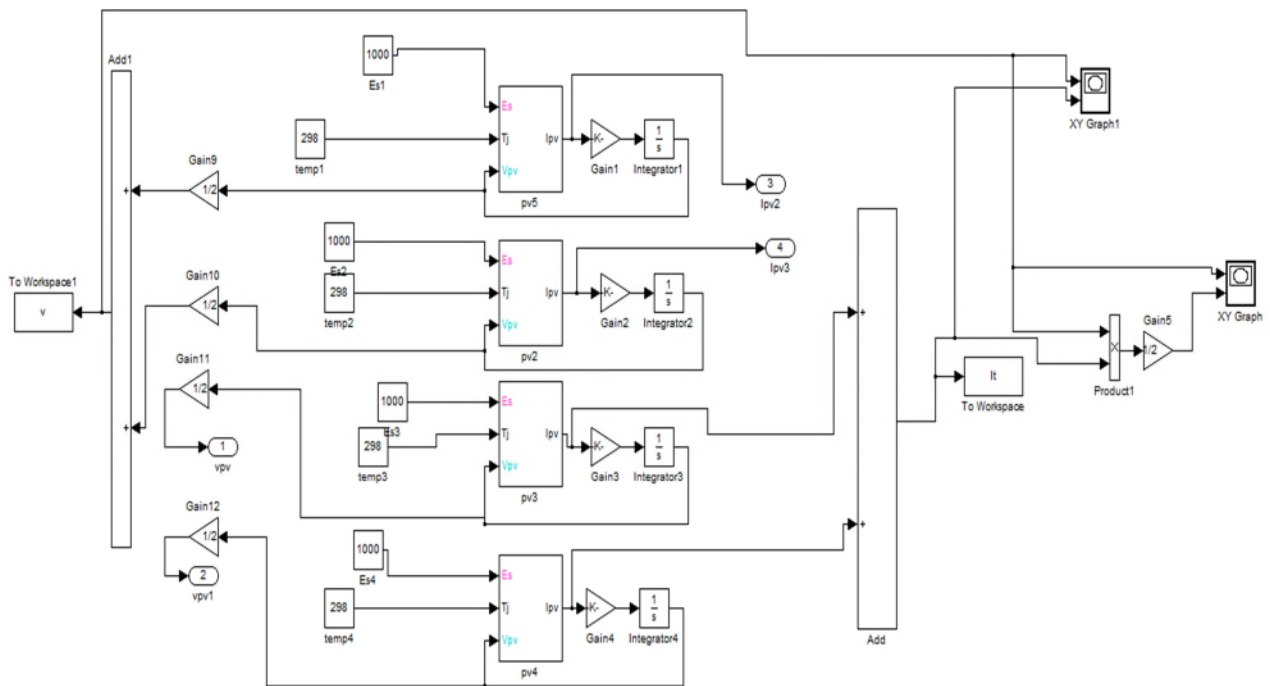 Add1
1000
Es1
Es
Tj
Vpv
Ipv
pv5
298
temp1
K-
Gain1
1
s
Integrator1
XY Graph1
Gain9
1/2
+
3
Ipv2
1000
Es2
Es
Tj
Vpv
Ipv
pv2
298
temp2
K-
Gain2
1
s
Integrator2
4
Ipv3
To Workspace1
v
Gain10
1/2
+
XY Graph
Gain5
1/2
X
Product1
Gain11
1/2
1
vpv
1000
Es3
Es
Tj
Vpv
Ipv
pv3
298
temp3
K-
Gain3
1
s
Integrator3
+
It
To Workspace
Gain12
1/2
2
vpv1
1000
Es4
Es
Tj
Vpv
Ipv
pv4
298
temp4
K-
Gain4
1
s
Integrator4
+
Add